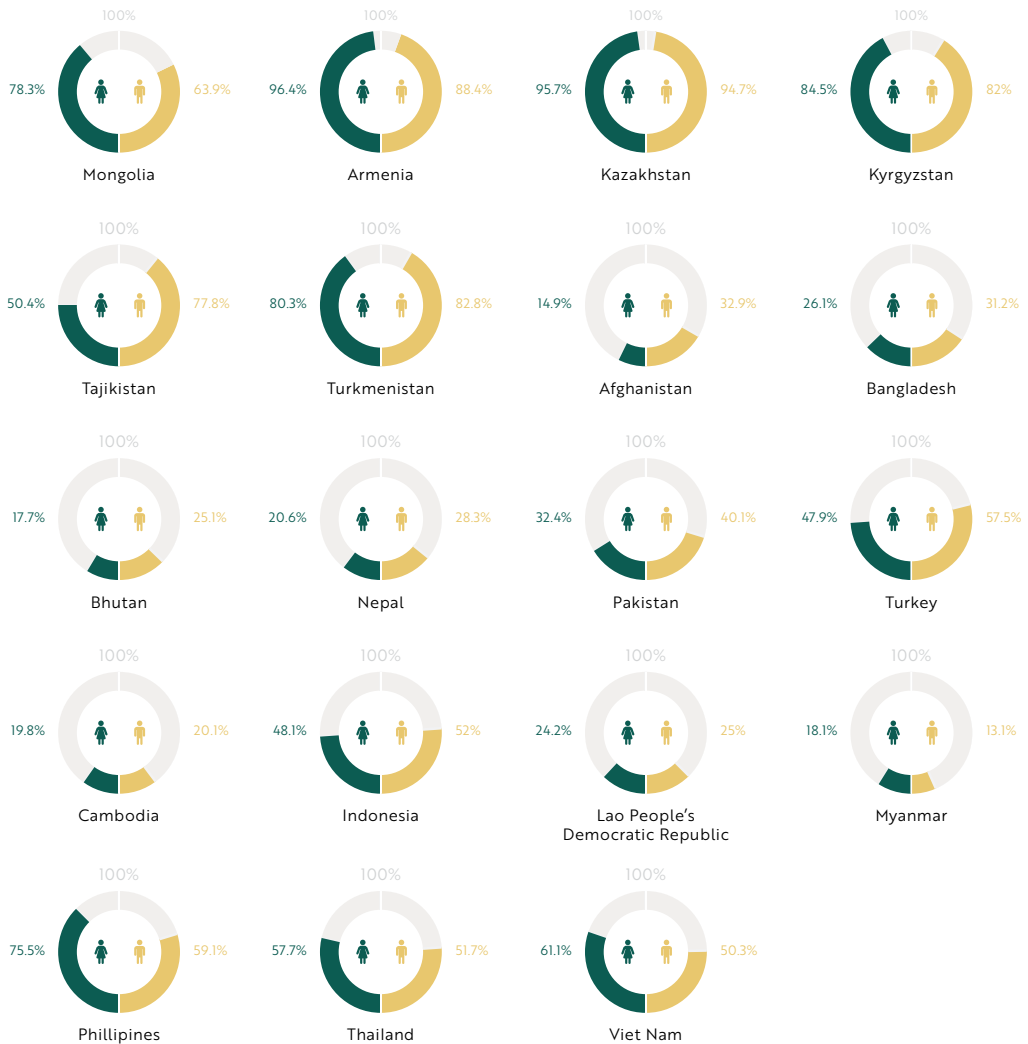 100%
78.3%
63.9%
Mongolia
100%
96.4%
88.4%
Armenia
100%
95.7%
94.7%
Kazakhstan
100%
84.5%
82%
Kyrgyzstan
100%
50.4%
77.8%
Tajikistan
100%
80.3%
82.8%
Turkmenistan
100%
14.9%
32.9%
Afghanistan
100%
26.1%
31.2%
Bangladesh
100%
17.7%
25.1%
Bhutan
100%
20.6%
28.3%
Nepal
100%
32.4%
40.1%
Pakistan
100%
47.9%
57.5%
Turkey
100%
19.8%
20.1%
Cambodia
100%
48.1%
52%
Indonesia
100%
24.2%
25%
Lao People’s
Democratic Republic
100%
18.1%
13.1%
Myanmar
100%
75.5%
59.1%
Phillipines
100%
57.7%
51.7%
Thailand
100%
61.1%
50.3%
Viet Nam